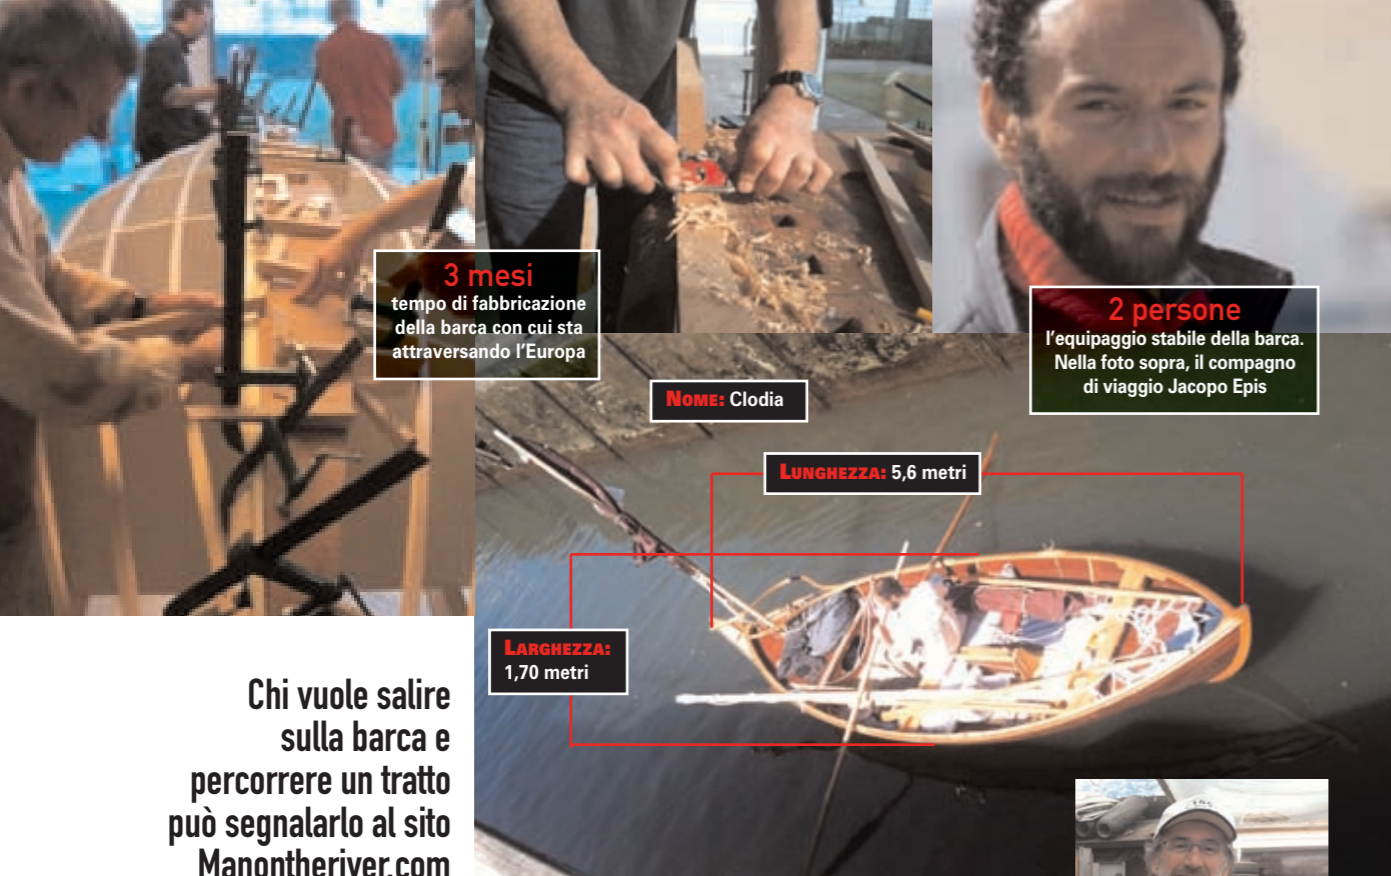 3 mesi
tempo di fabbricazione
della barca con cui sta
attraversando l'Europa
2 persone
l'equipaggio stabile della barca.
Nella foto sopra, il compagno
di viaggio Jacopo Epis
NOME: Clodia
LUNGHEZZA: 5,6 metri
LARGHEZZA:
1,70 metri
Chi vuole salire
sulla barca e
percorrere un tratto
può segnalarlo al sito
Manontheriver.com